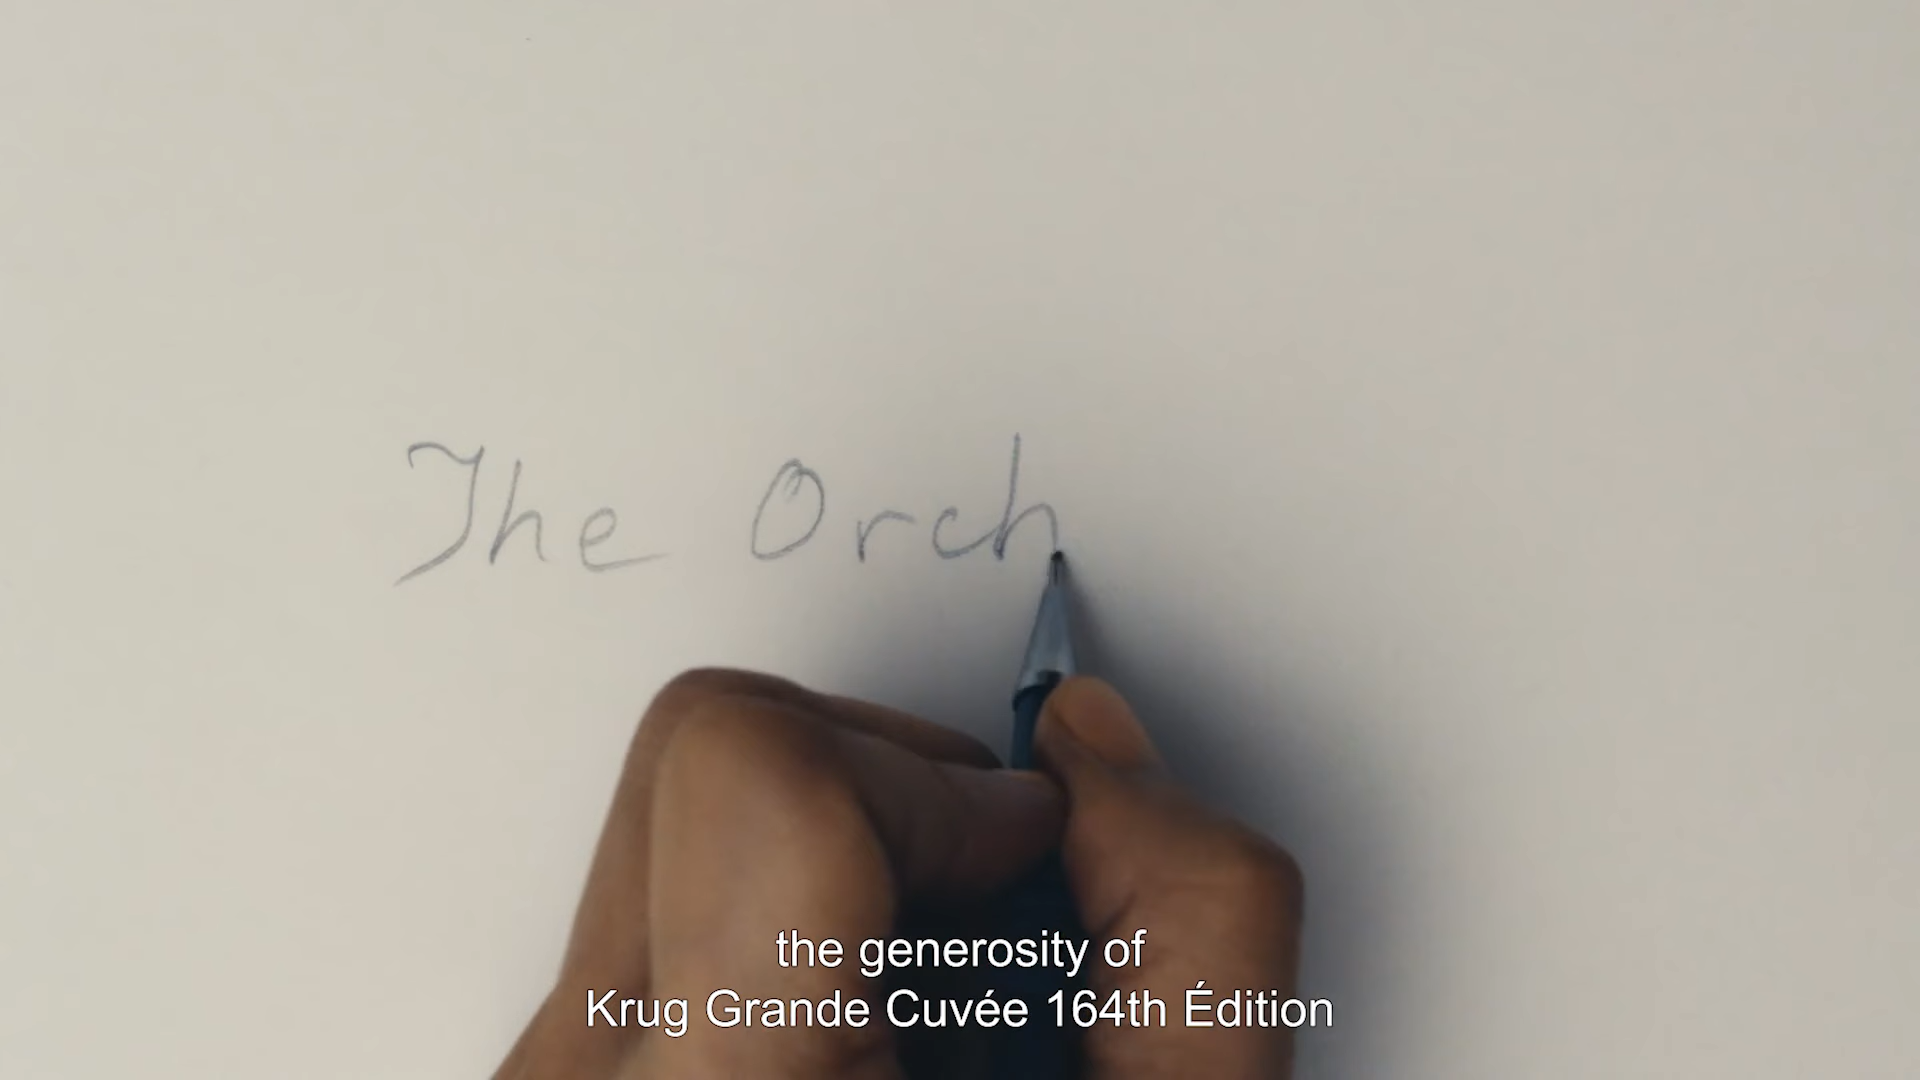 The Orch
the generosity of
Krug Grande Cuvée 164th Édition